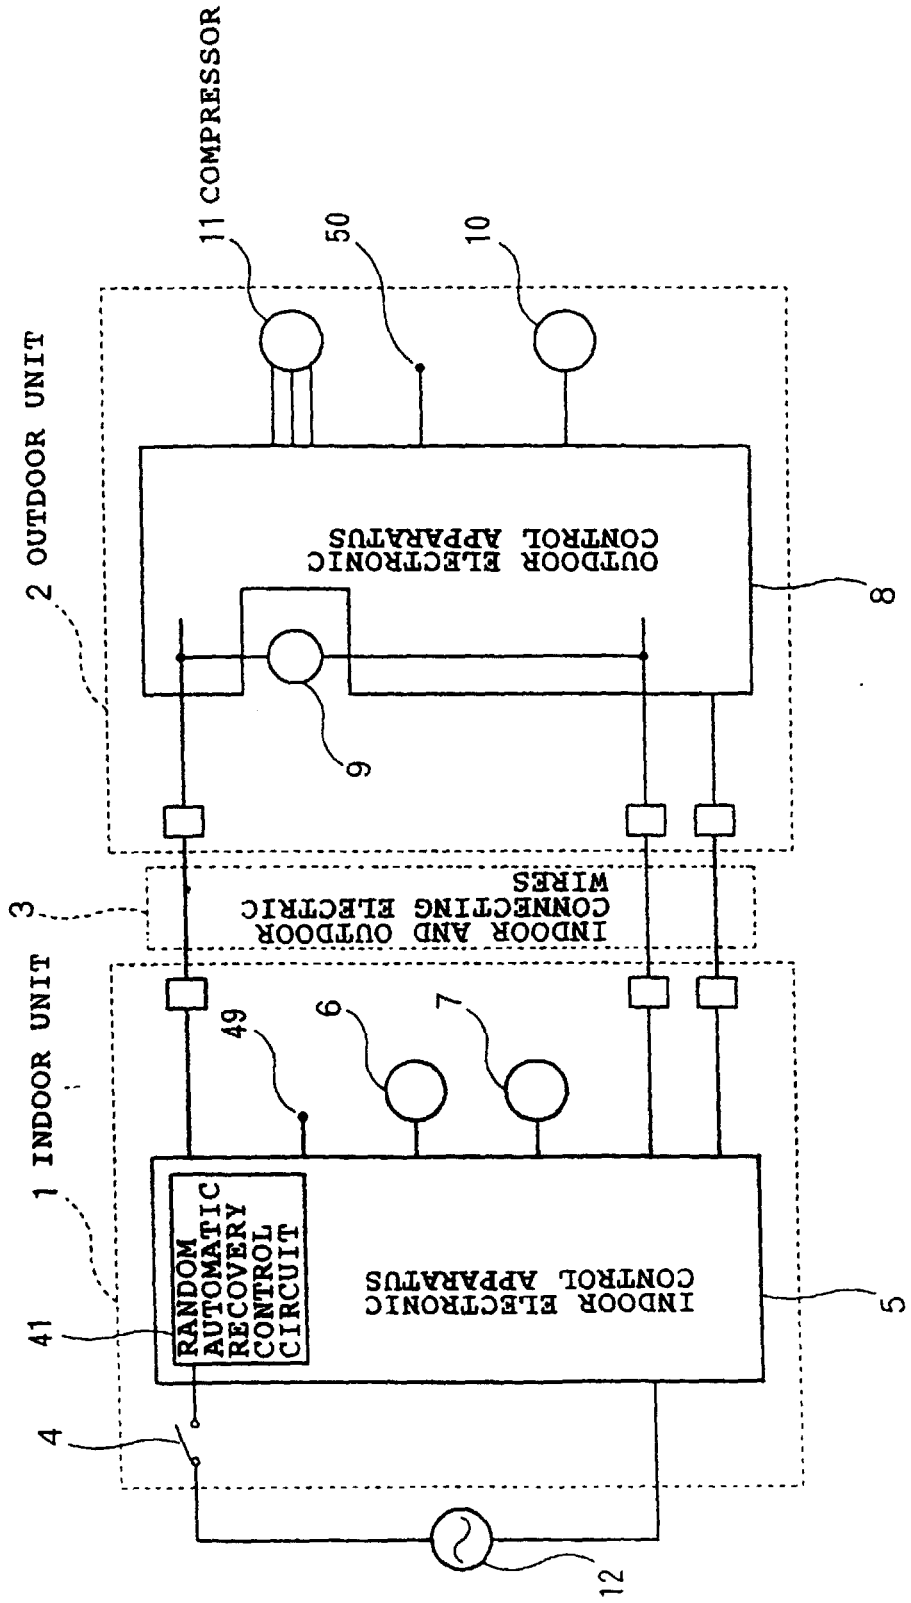 11 COMPRESSOR
50
10
2 OUTDOOR UNIT
OUTDOOR ELECTRONIC
CONTROL APPARATUS
8
9
3
INDOOR AND OUTDOOR
CONNECTING ELECTRIC
WIRES
1 INDOOR UNIT
49
6
7
41
RANDOM
AUTOMATIC
RECOVERY
CONTROL
CIRCUIT
INDOOR ELECTRONIC
CONTROL APPARATUS
5
4
12